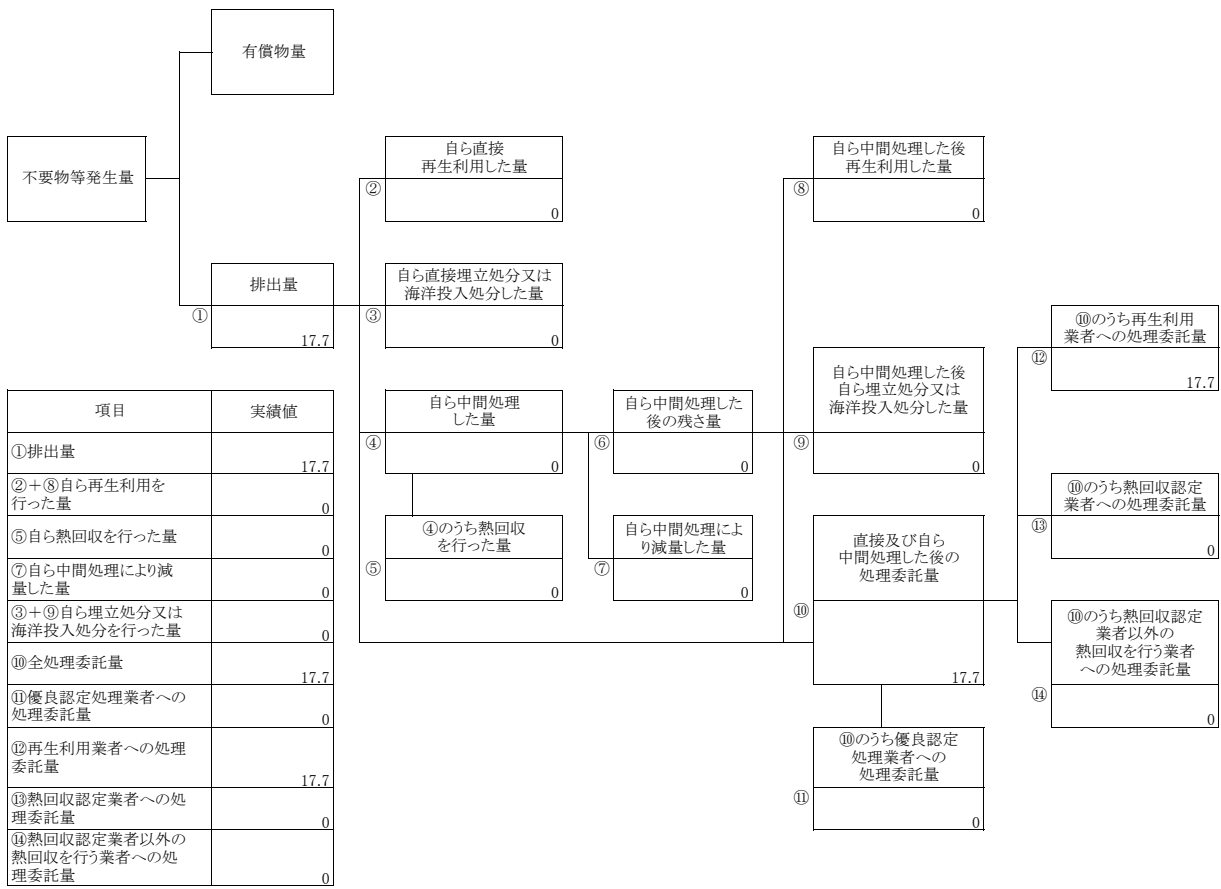 有償物量
不要物等発生量
自ら直接
再生利用した量
②
0
自ら中間処理した後
再生利用した量
⑧
0
排出量
①
17.7
自ら直接埋立処分又は
海洋投入処分した量
③
0
自ら中間処理
した量
④
0
自ら中間処理した
後の残さ量
⑥
0
自ら中間処理した後
自ら埋立処分又は
海洋投入処分した量
⑨
0
⑩のうち再生利用
業者への処理委託量
⑫
17.7
④のうち熱回収
を行った量
⑤
0
自ら中間処理によ
り減量した量
⑦
0
直接及び自ら
中間処理した後の
処理委託量
⑩
17.7
⑩のうち熱回収認定
業者への処理委託量
⑬
0
⑩のうち熱回収認定
業者以外の
熱回収を行う業者
への処理委託量
⑭
0
⑩のうち優良認定
処理業者への
処理委託量
⑪
0
項目 実績値
①排出量
17.7
②+⑧自ら再生利用を
行った量
0
⑤自ら熱回収を行った量
0
⑦自ら中間処理により減
量した量
0
③+⑨自ら埋立処分又は
海洋投入処分を行った量
0
⑩全処理委託量
17.7
⑪優良認定処理業者への
処理委託量
0
⑫再生利用業者への処理
委託量
17.7
⑬熱回収認定業者への処
理委託量
0
⑭熱回収認定業者以外の
熱回収を行う業者への処
理委託量
0